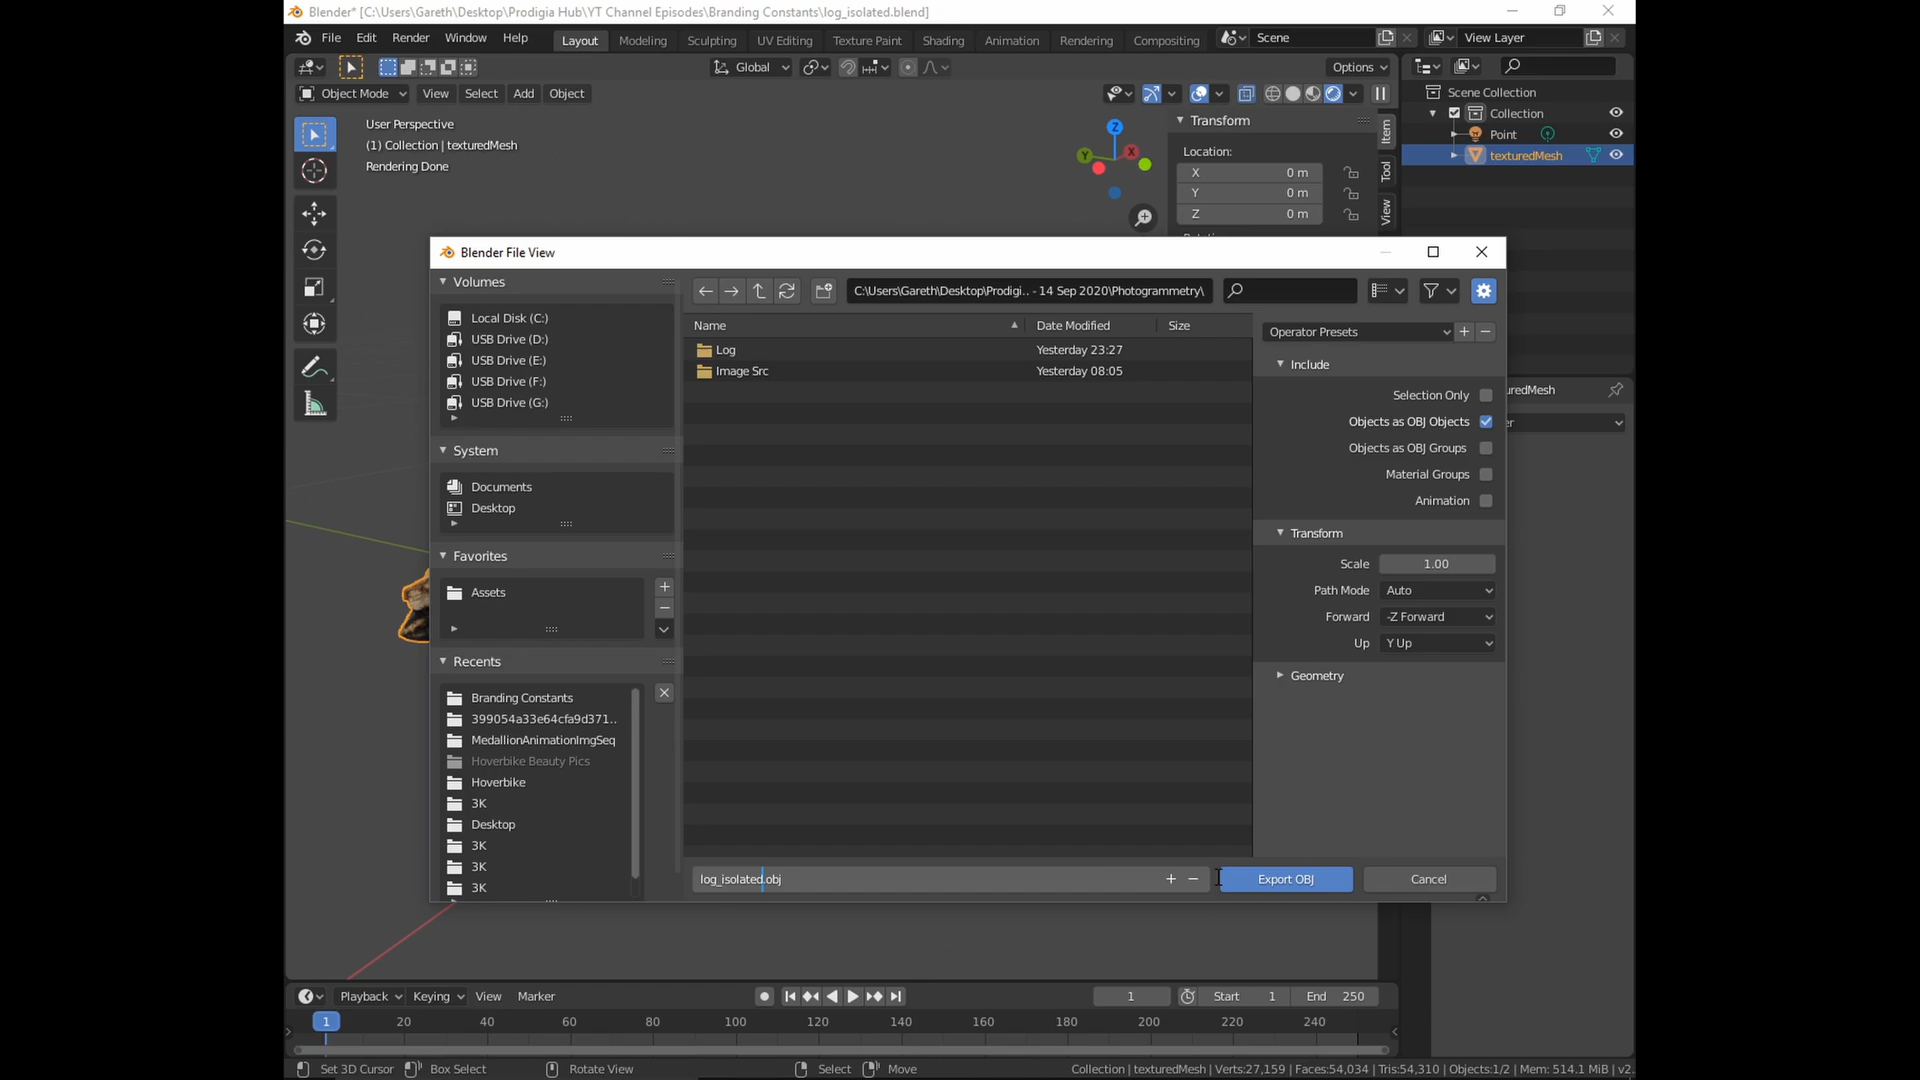 Blender* [C:\Users\Gareth\Desktop\Prodigia Hub\YT Channel Episodes\Branding Constants\log_isolated.blend]
File Edit Render Window Help Layout Modeling Sculpting UV Editing Texture Paint Shading Animation Rendering Compositing Scene View Layer
Global Options
Object Mode View Select Add Object
Scene Collection
Collection
Point
texturedMesh
User Perspective
(1) Collection | texturedMesh
Rendering Done
Z
Y X
Transform
Location:
X 0 m
Y 0 m
Z 0 m
Item
Tool
View
Blender File View
Volumes
Local Disk (C:)
USB Drive (D:)
USB Drive (E:)
USB Drive (F:)
USB Drive (G:)
System
Documents
Desktop
Favorites
Assets
Recents
Branding Constants
399054a33e64cfa9d371..
MedallionAnimationImgSeq
Hoverbike Beauty Pics
Hoverbike
3K
Desktop
3K
3K
3K
C:\Users\Gareth\Desktop\Prodigi.. - 14 Sep 2020\Photogrammetry\
Name Date Modified Size
Log Yesterday 23:27
Image Src Yesterday 08:05
Operator Presets
Include
Selection Only
Objects as OBJ Objects
Objects as OBJ Groups
Material Groups
Animation
Transform
Scale 1.00
Path Mode Auto
Forward -Z Forward
Up Y Up
Geometry
log_isolated.obj
Export OBJ Cancel
uredMesh
er
Playback Keying View Marker 1 Start 1 End 250
1 20 40 60 80 100 120 140 160 180 200 220 240
Set 3D Cursor Box Select Rotate View Select Move Collection | texturedMesh | Verts:27,159 | Faces:54,034 | Tris:54,310 | Objects:1/2 | Mem: 514.1 MiB | v2.